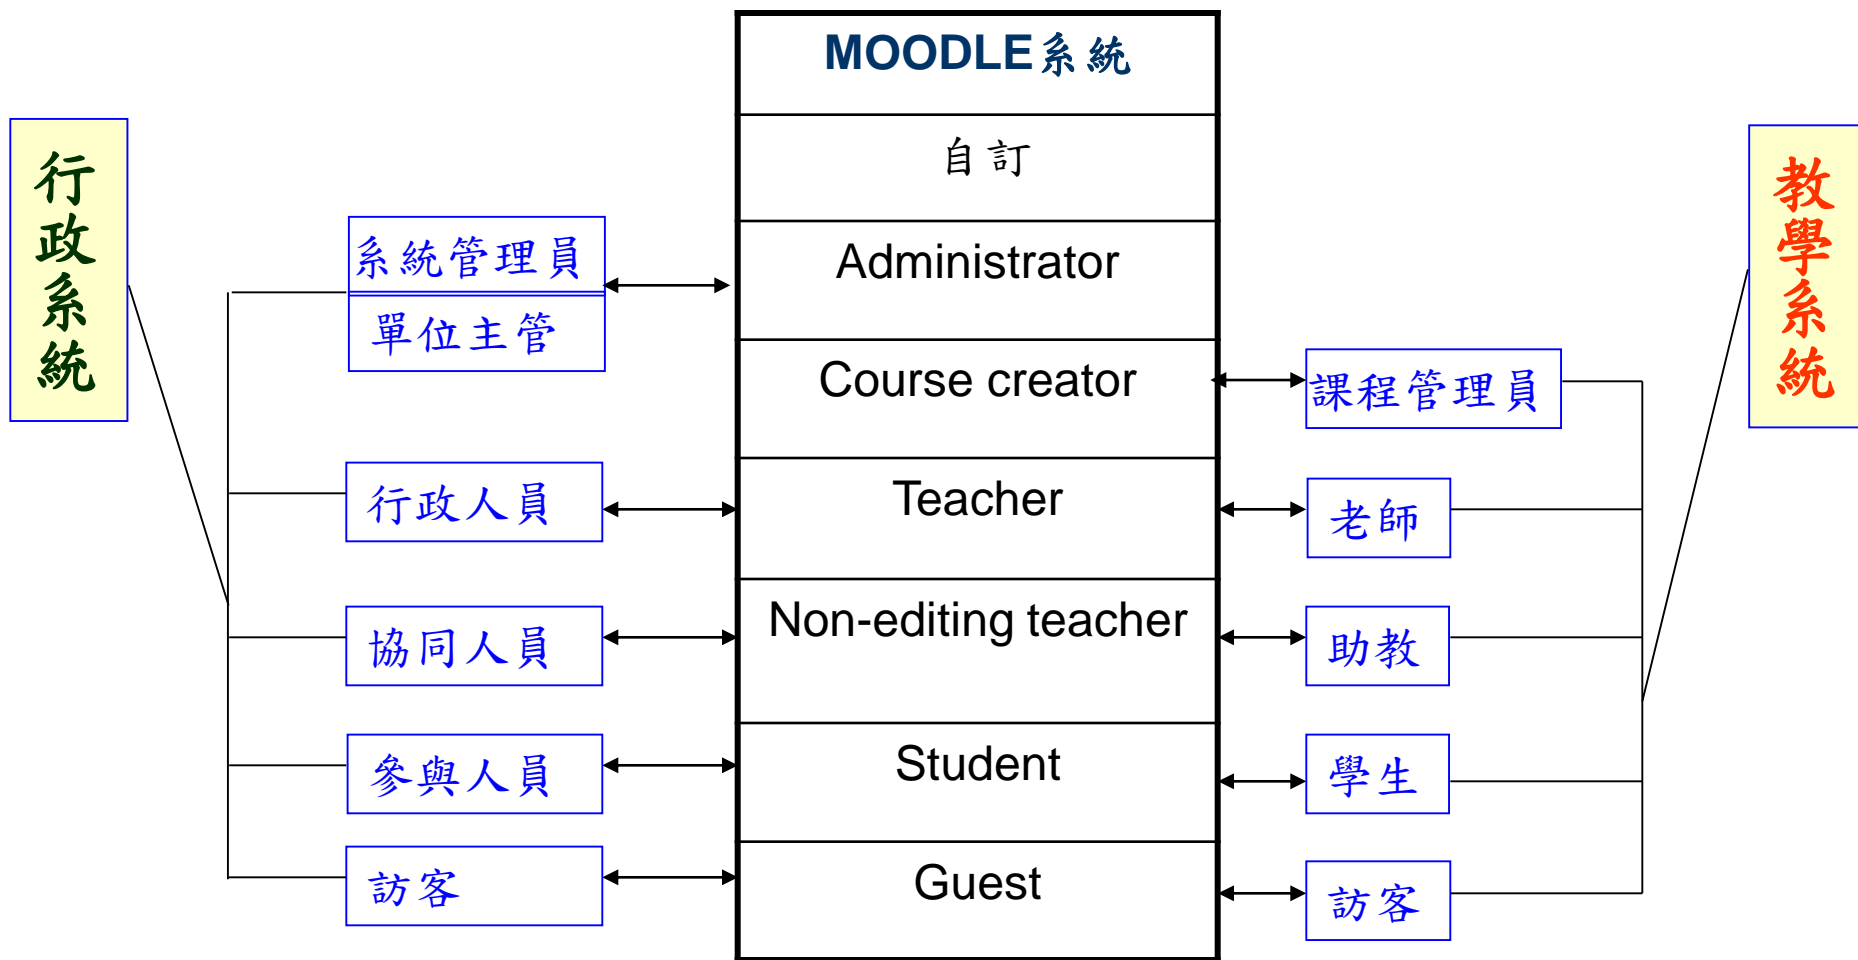 行政系統
系統管理員
單位主管
行政人員
協同人員
參與人員
訪客
MOODLE系統
自訂
Administrator
Course creator
Teacher
Non-editing teacher
Student
Guest
課程管理員
老師
助教
學生
訪客
教學系統